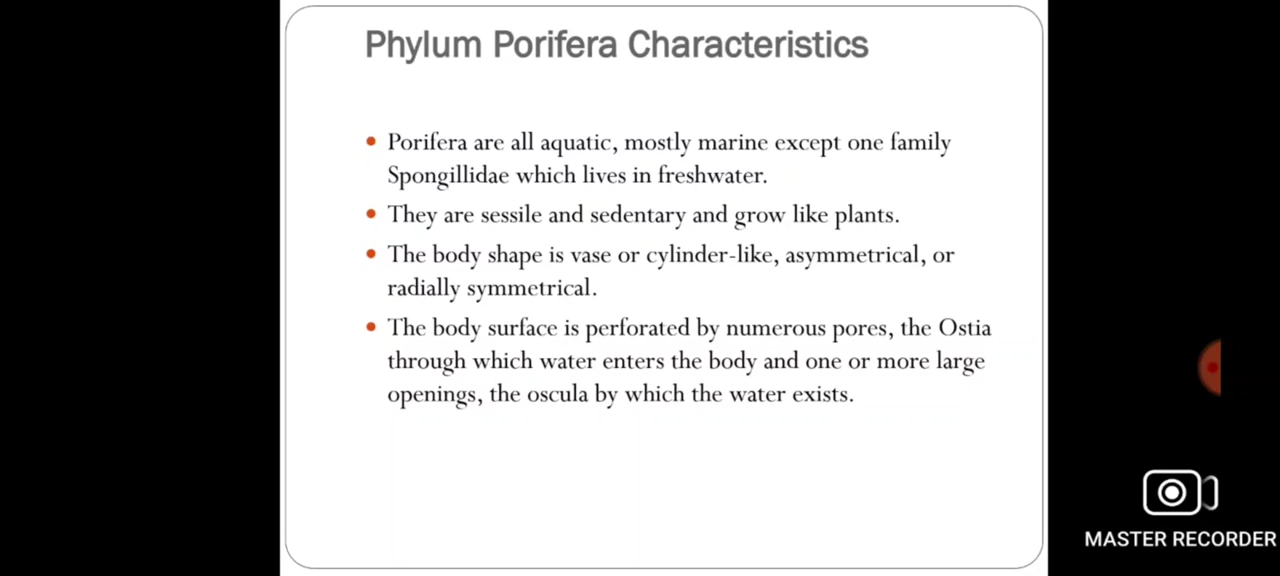 Phylum Porifera Characteristics
• Porifera are all aquatic, mostly marine except one family
Spongillidae which lives in freshwater.
• They are sessile and sedentary and grow like plants.
• The body shape is vase or cylinder-like, asymmetrical, or
radially symmetrical.
• The body surface is perforated by numerous pores, the Ostia
through which water enters the body and one or more large
openings, the oscula by which the water exists.
MASTER RECORDER